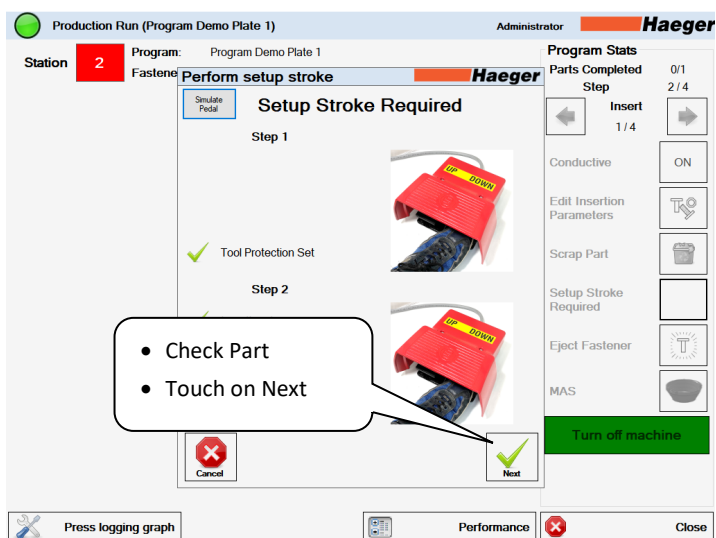 Production Run (Program Demo Plate 1)
Administrator
Haeger
Station
2
Program:
Program Demo Plate 1
Fastene
Perform setup stroke
Haeger
Simulate
Pedal
Setup Stroke Required
Step 1
UP DOWN
Tool Protection Set
Step 2
UP DOWN
• Check Part
• Touch on Next
Cancel
Next
Program Stats
Parts Completed 0/1
Step 2 / 4
Insert
1 / 4
Conductive
ON
Edit Insertion
Parameters
Scrap Part
Setup Stroke
Required
Eject Fastener
MAS
Turn off machine
Press logging graph
Performance
Close